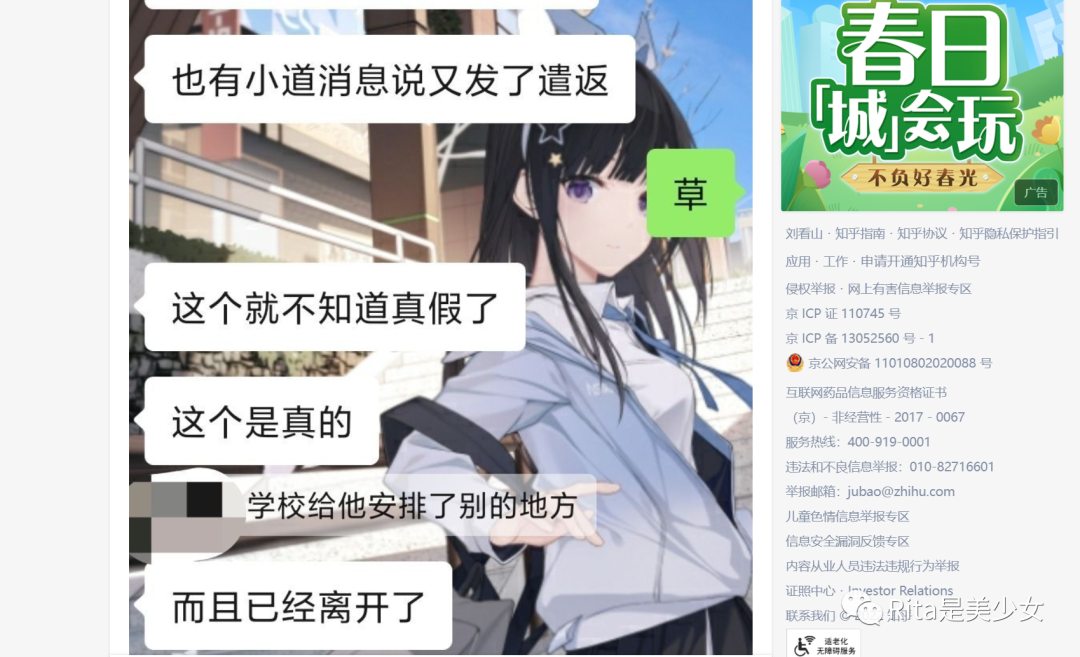 也有小道消息说又发了遣返
草
这个就不知道真假了
这个是真的
学校给他安排了别的地方
而且已经离开了
春日
「城」会玩
不负好春光
广告
刘看山 · 知乎指南 · 知乎协议 · 知乎隐私保护指引
应用 · 工作 · 申请开通知乎机构号
侵权举报 · 网上有害信息举报专区
京 ICP 证 110745 号
京 ICP 备 13052560 号 - 1
京公网安备 11010802020088 号
互联网药品信息服务资格证书
（京）- 非经营性 - 2017 - 0067
服务热线：400-919-0001
违法和不良信息举报：010-82716601
举报邮箱：jubao@zhihu.com
儿童色情信息举报专区
信息安全漏洞反馈专区
内容从业人员违法违规行为举报
证照中心 · Investor Relations
联系我们 ©
Rita是美少女
适老化
无障碍服务